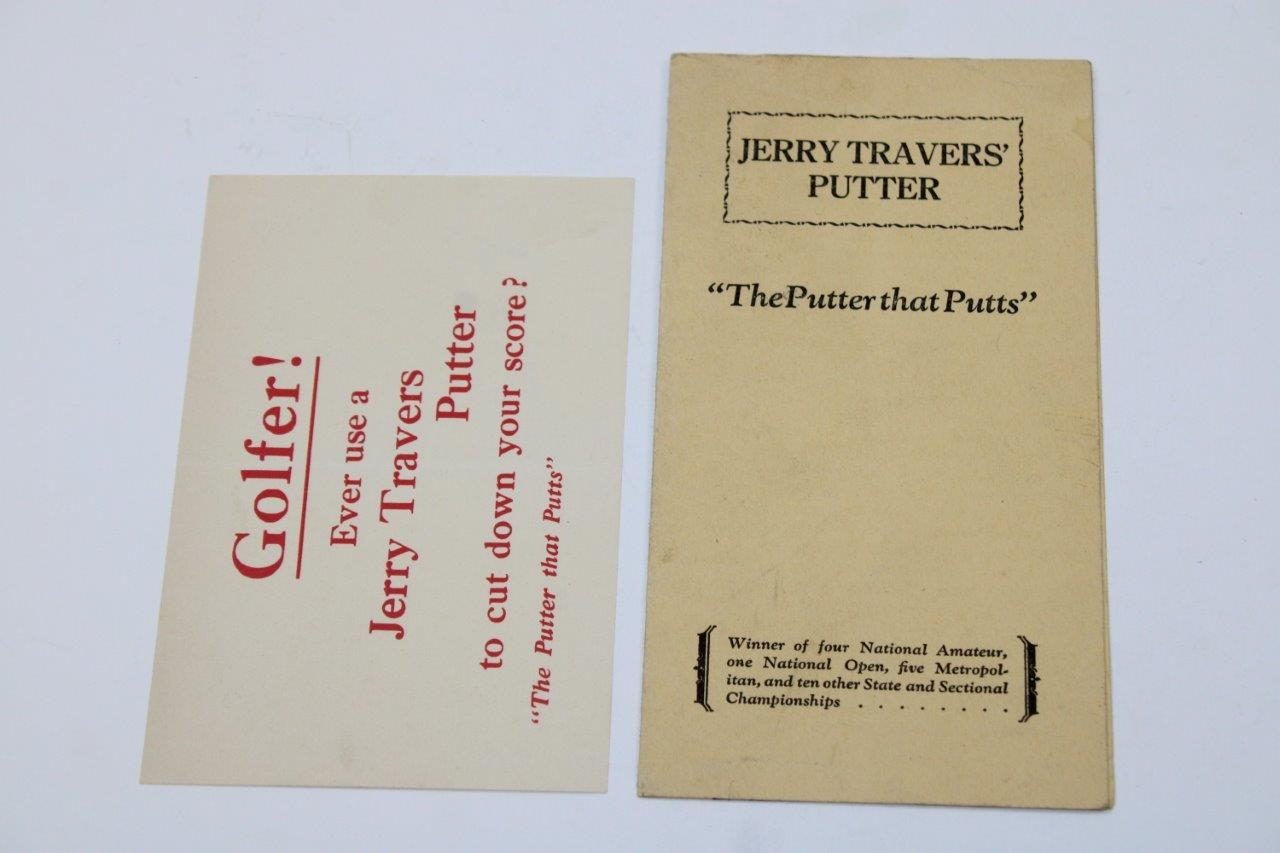 Golfer!
Ever use a
Jerry Travers
Putter
to cut down your score?
"The Putter that Putts"
JERRY TRAVERS'
PUTTER
"The Putter that Putts"
Winner of four National Amateur,
one National Open, five Metropol-
itan, and ten other State and Sectional
Championships . . . . . . . .